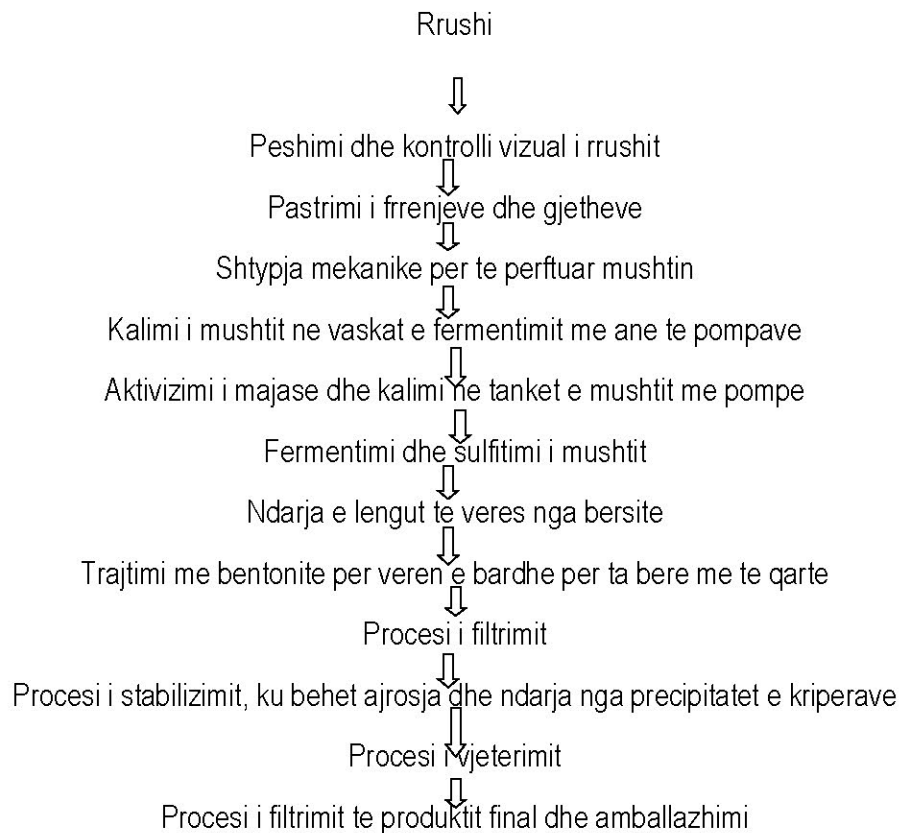 Rrushi
Peshimi dhe kontrolli vizual i rrushit
Pastrimi i frrenjeve dhe gjetheve
Shtypja mekanike per te perftuar mushtin
Kalimi i mushtit ne vaskat e fermentimit me ane te pompave
Aktivizimi i majase dhe kalimi ne tanket e mushtit me pompe
Fermentimi dhe sulfitimi i mushtit
Ndarja e lengut te veres nga bersite
Trajtimi me bentonite per veren e bardhe per ta bere me te qarte
Procesi i filtrimit
Procesi i stabilizimit, ku behet ajrosja dhe ndarja nga precipitatet e kriperave
Procesi i vjeterimit
Procesi i filtrimit te produktit final dhe amballazhimi